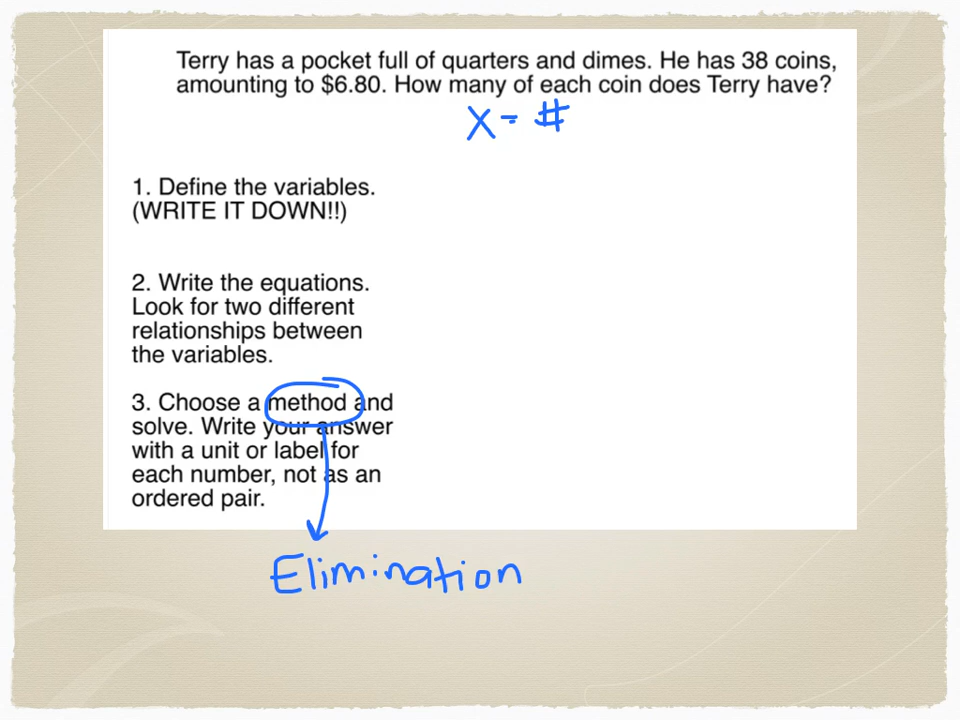 Terry has a pocket full of quarters and dimes. He has 38 coins,
amounting to $6.80. How many of each coin does Terry have?
X = #
1. Define the variables.
(WRITE IT DOWN!!)
2. Write the equations.
Look for two different
relationships between
the variables.
3. Choose a method and
solve. Write your answer
with a unit or label for
each number, not as an
ordered pair.
Elimination